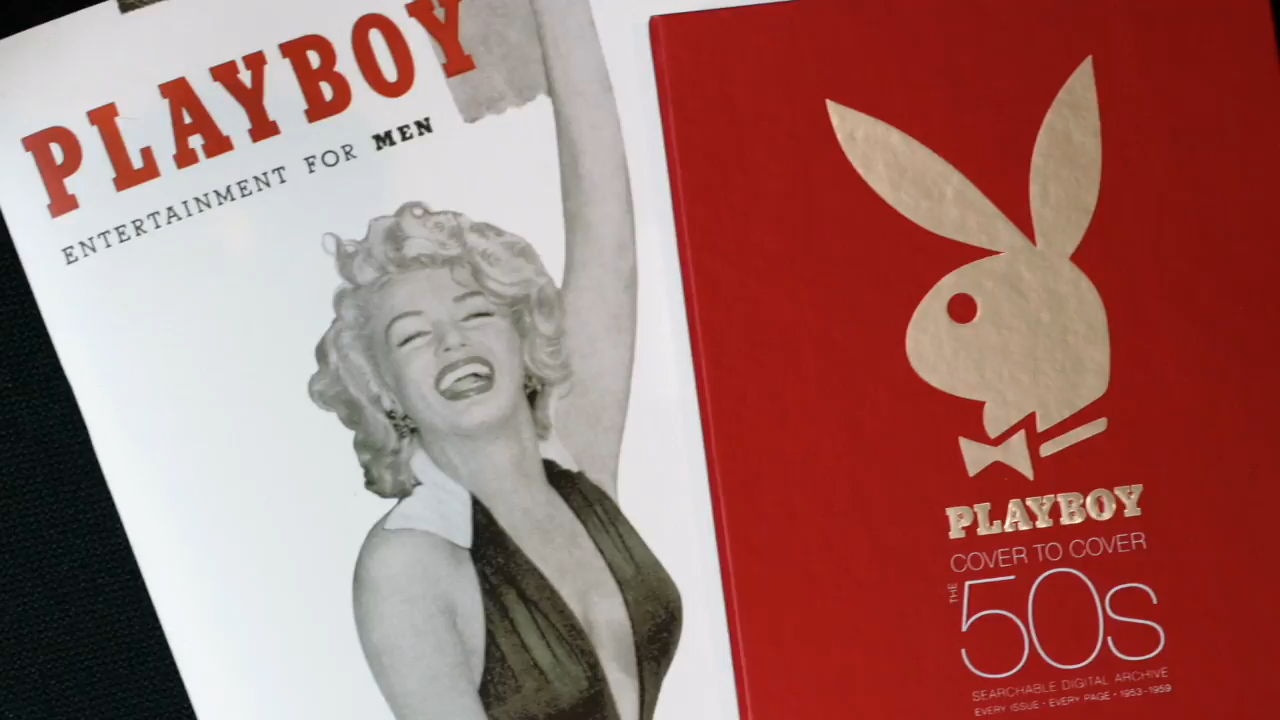 PLAYBOY
ENTERTAINMENT FOR MEN
PLAYBOY
COVER TO COVER
THE 50s
SEARCHABLE DIGITAL ARCHIVE
EVERY ISSUE · EVERY PAGE · 1953-1959